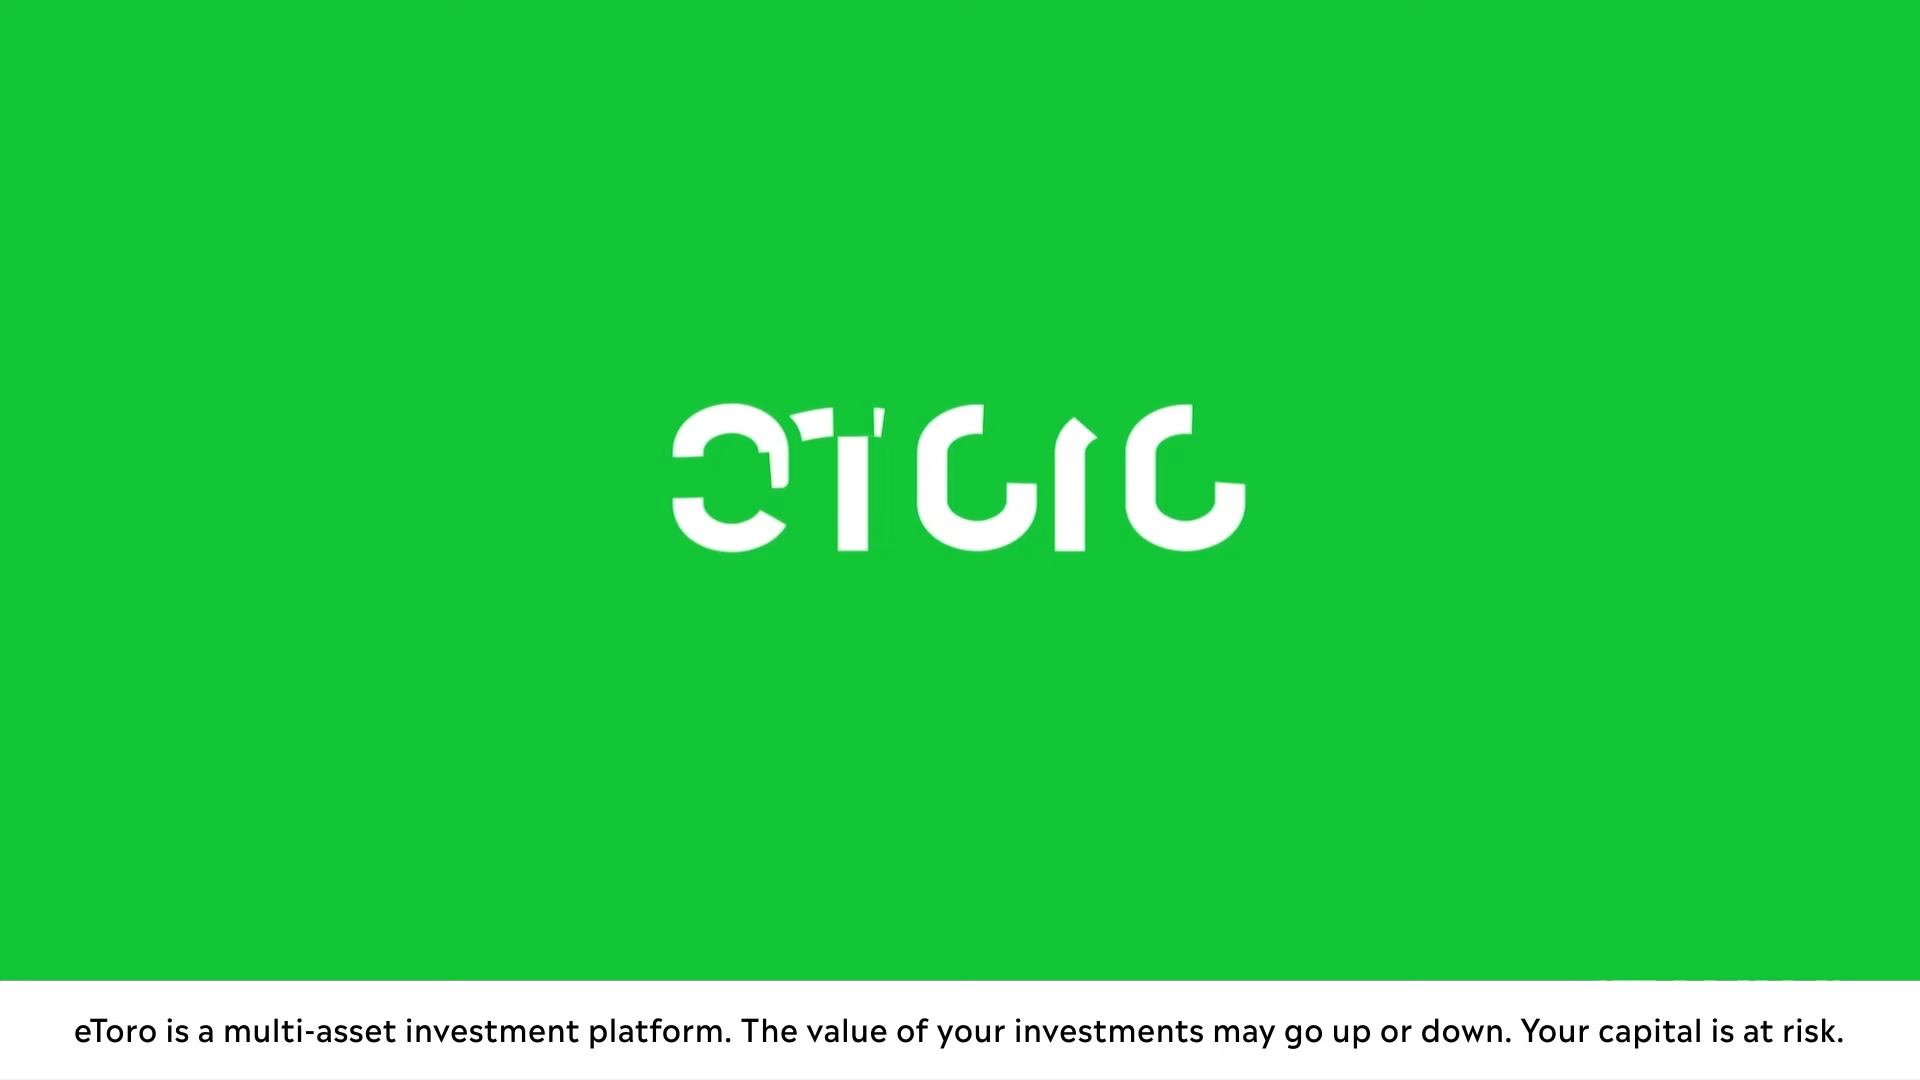 eToro
eToro is a multi-asset investment platform. The value of your investments may go up or down. Your capital is at risk.